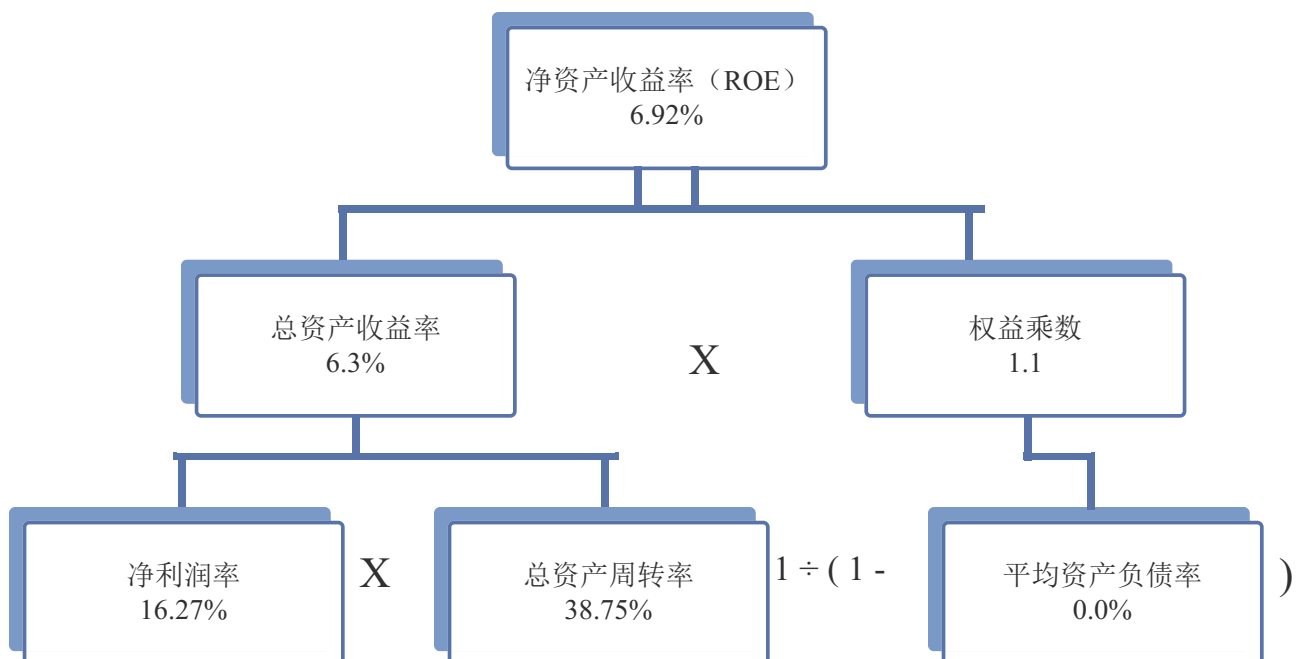 净资产收益率（ROE）
6.92%
总资产收益率
6.3%
X
权益乘数
1.1
净利润率
16.27%
X
总资产周转率
38.75%
1 ÷ ( 1 -
平均资产负债率
0.0%
)